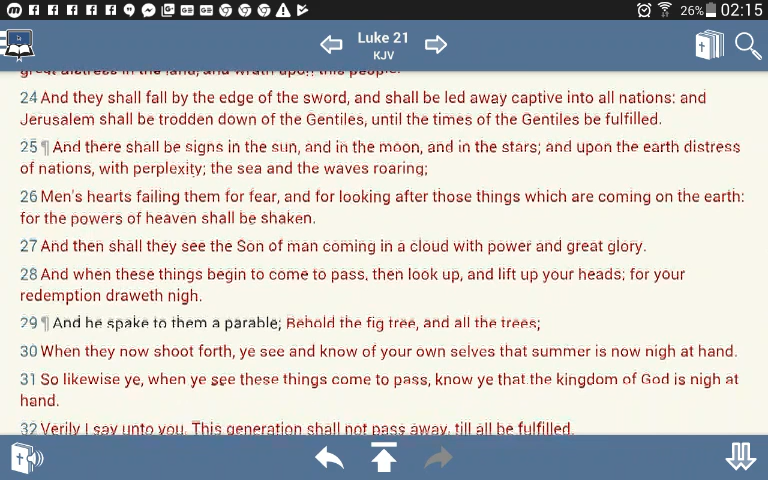 26% 02:15
Luke 21
KJV
great distress in the land, and wrath upon this people.
24 And they shall fall by the edge of the sword, and shall be led away captive into all nations: and
Jerusalem shall be trodden down of the Gentiles, until the times of the Gentiles be fulfilled.
25 ¶ And there shall be signs in the sun, and in the moon, and in the stars; and upon the earth distress
of nations, with perplexity; the sea and the waves roaring;
26 Men's hearts failing them for fear, and for looking after those things which are coming on the earth:
for the powers of heaven shall be shaken.
27 And then shall they see the Son of man coming in a cloud with power and great glory.
28 And when these things begin to come to pass, then look up, and lift up your heads; for your
redemption draweth nigh.
29 ¶ And he spake to them a parable; Behold the fig tree, and all the trees;
30 When they now shoot forth, ye see and know of your own selves that summer is now nigh at hand.
31 So likewise ye, when ye see these things come to pass, know ye that the kingdom of God is nigh at
hand.
32 Verily I say unto you, This generation shall not pass away, till all be fulfilled.